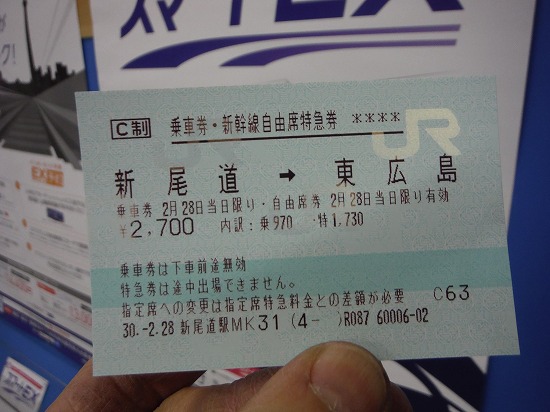 スマートEX
C制 乗車券・新幹線自由席特急券 ****
JR
新尾道 → 東広島
乗車券 2月28日当日限り・自由席券 2月28日当日限り有効
¥2,700 内訳:乗970・特1,730
乗車券は下車前途無効
特急券は途中出場できません。
指定席への変更は指定席特急料金との差額が必要 C63
30.-2.28 新尾道駅MK31 (4- )R087 60006-02